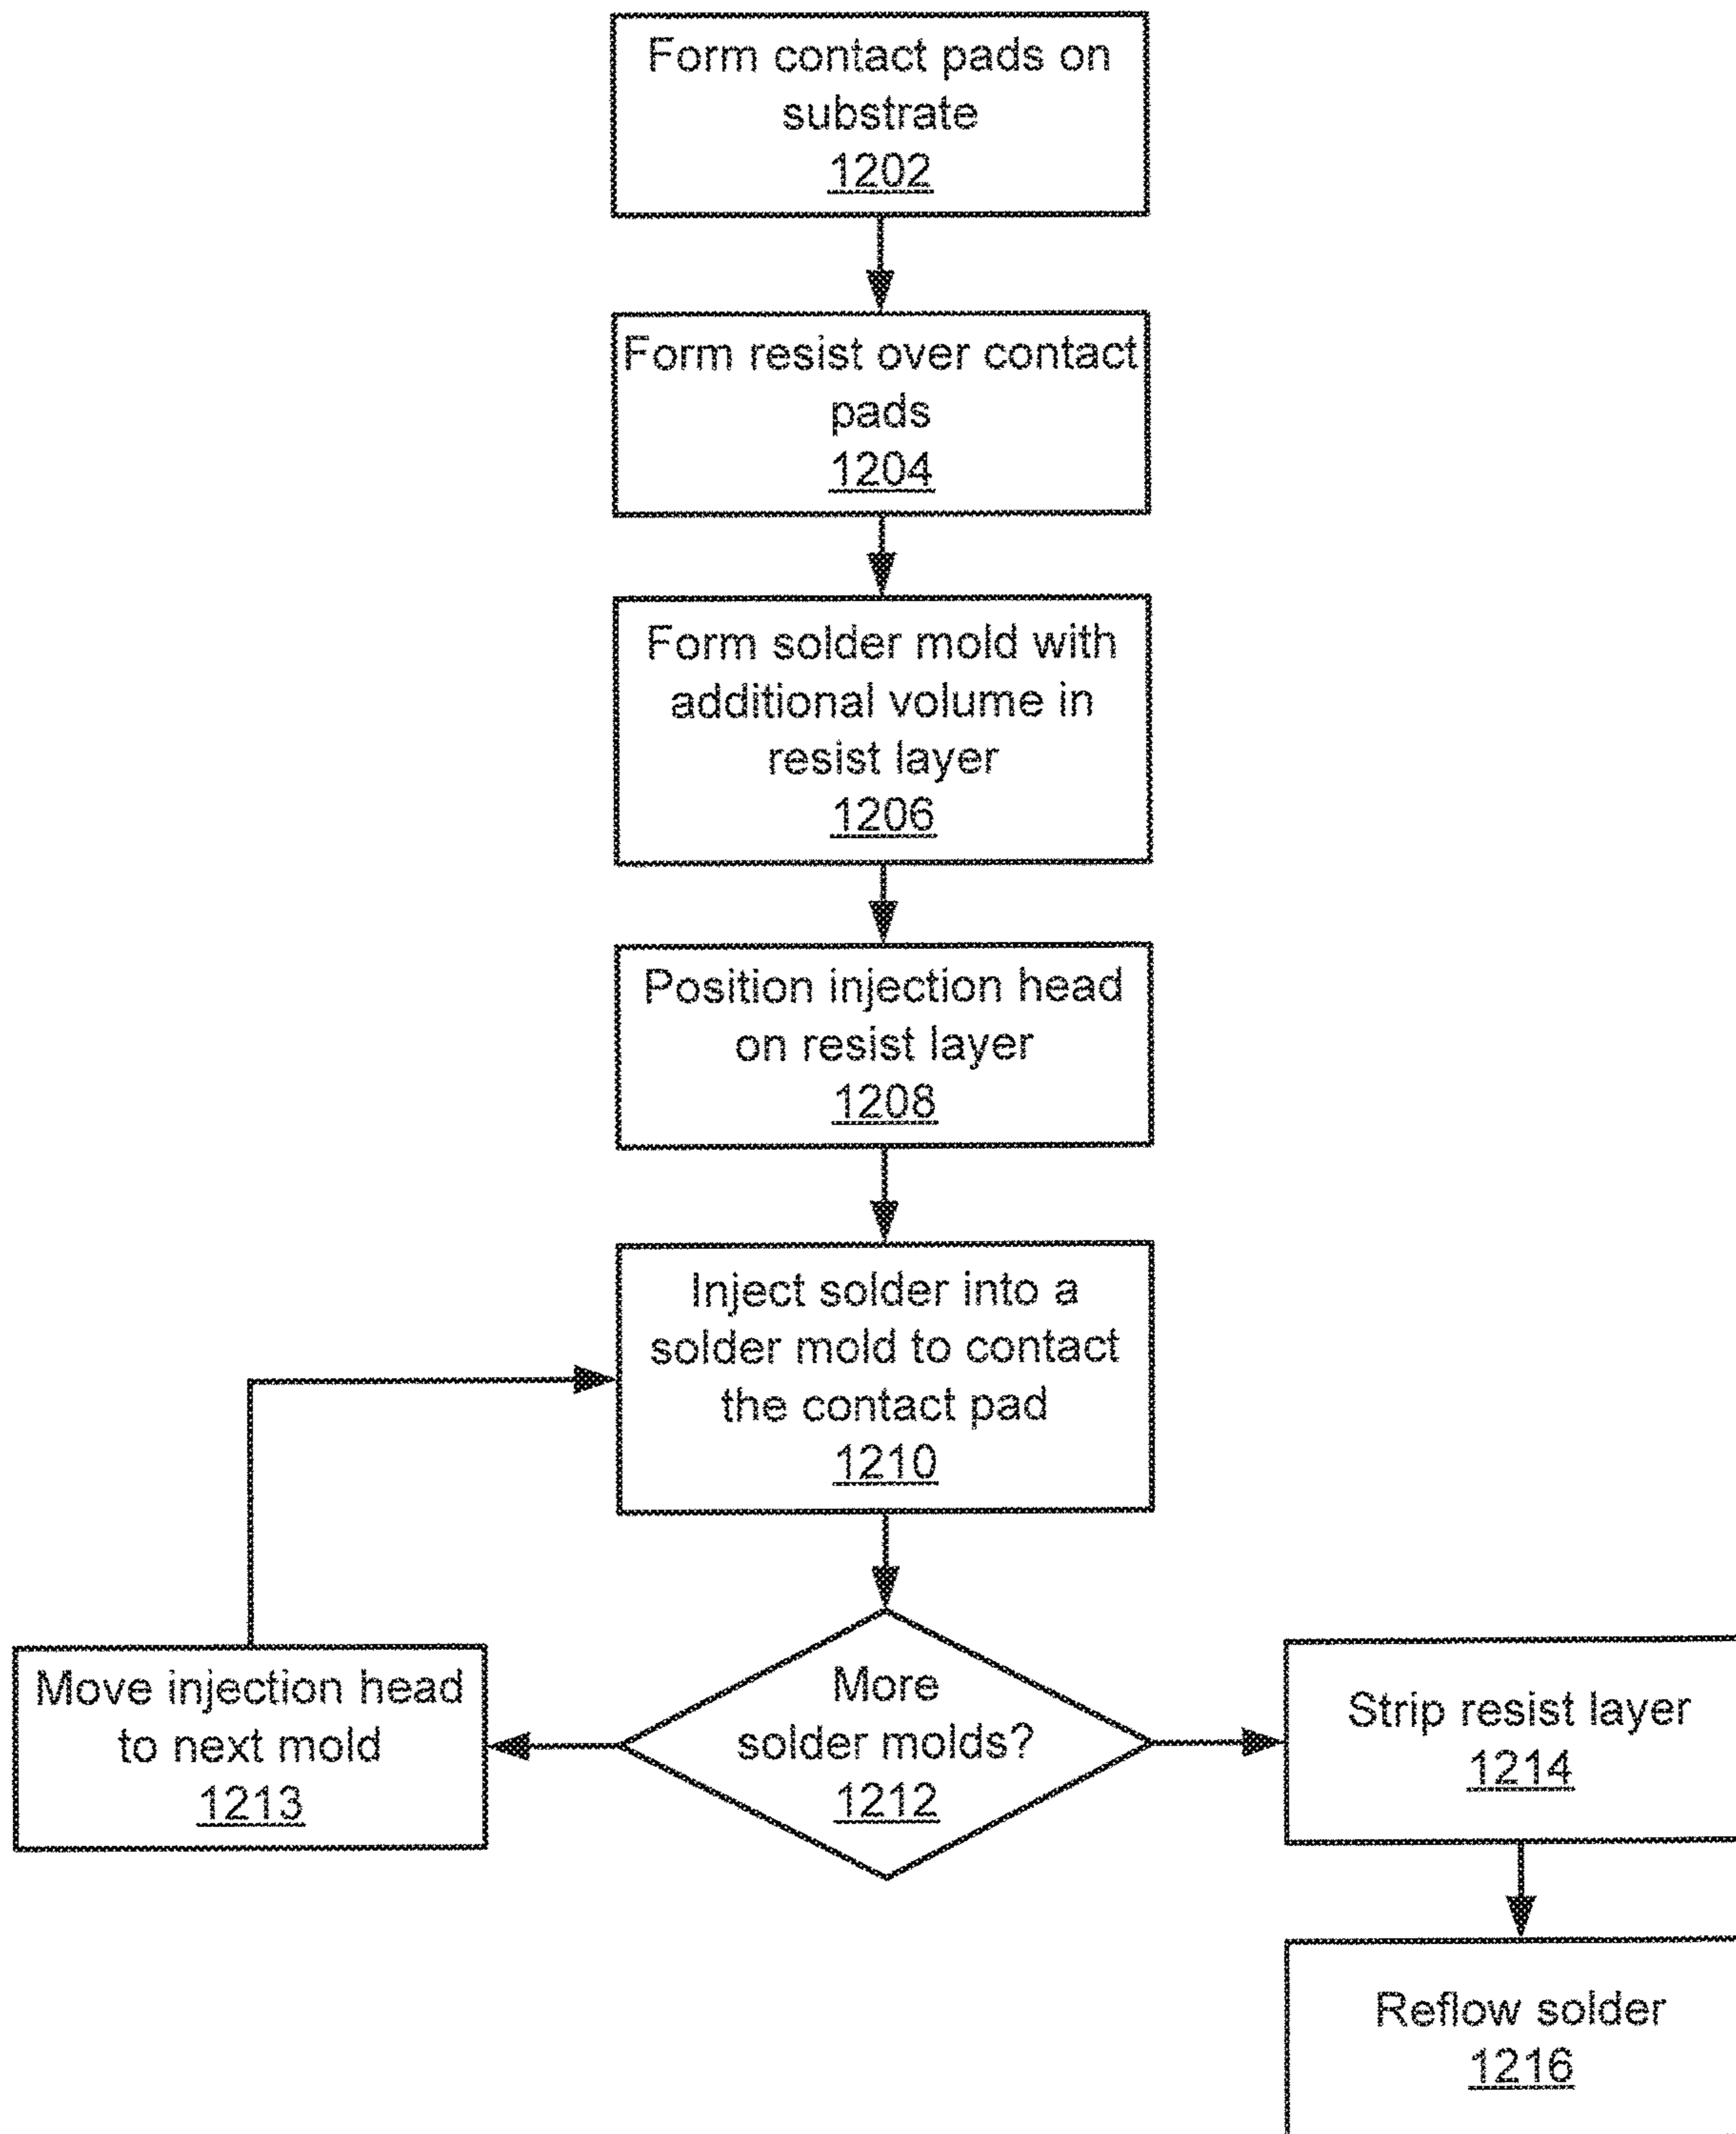 Form contact pads on
substrate
1202
Form resist over contact
pads
1204
Form solder mold with
additional volume in
resist layer
1206
Position injection head
on resist layer
1208
Inject solder into a
solder mold to contact
the contact pad
1210
More
solder molds?
1212
Move injection head
to next mold
1213
Strip resist layer
1214
Reflow solder
1216